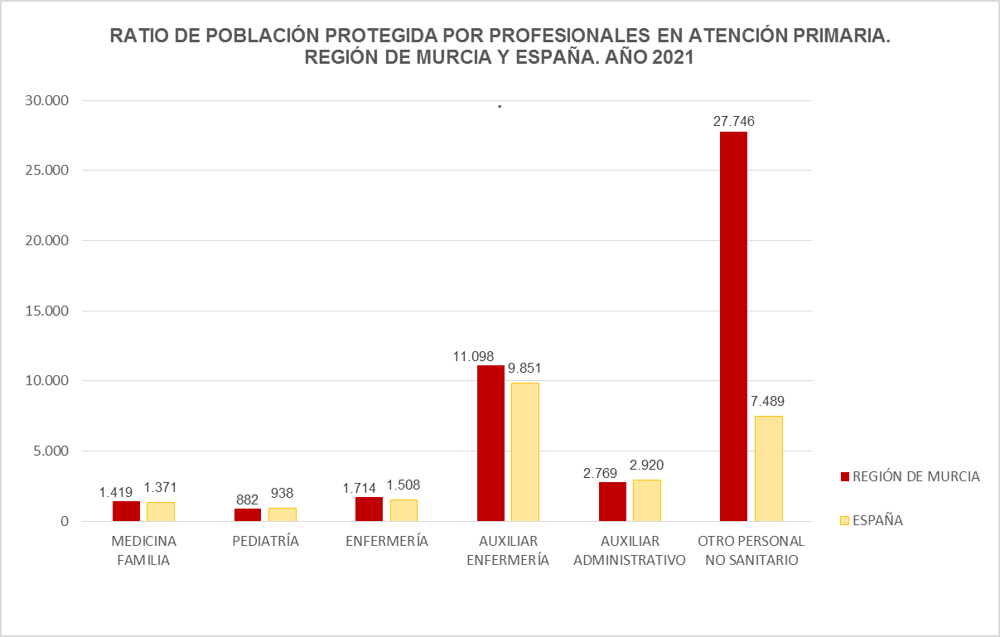 RATIO DE POBLACIÓN PROTEGIDA POR PROFESIONALES EN ATENCIÓN PRIMARIA.
REGIÓN DE MURCIA Y ESPAÑA. AÑO 2021
.
30.000
25.000
20.000
15.000
10.000
5.000
0
1.419
1.371
882
938
1.714
1.508
11.098
9.851
2.769
2.920
27.746
7.489
MEDICINA
FAMILIA
PEDIATRÍA
ENFERMERÍA
AUXILIAR
ENFERMERÍA
AUXILIAR
ADMINISTRATIVO
OTRO PERSONAL
NO SANITARIO
REGIÓN DE MURCIA
ESPAÑA